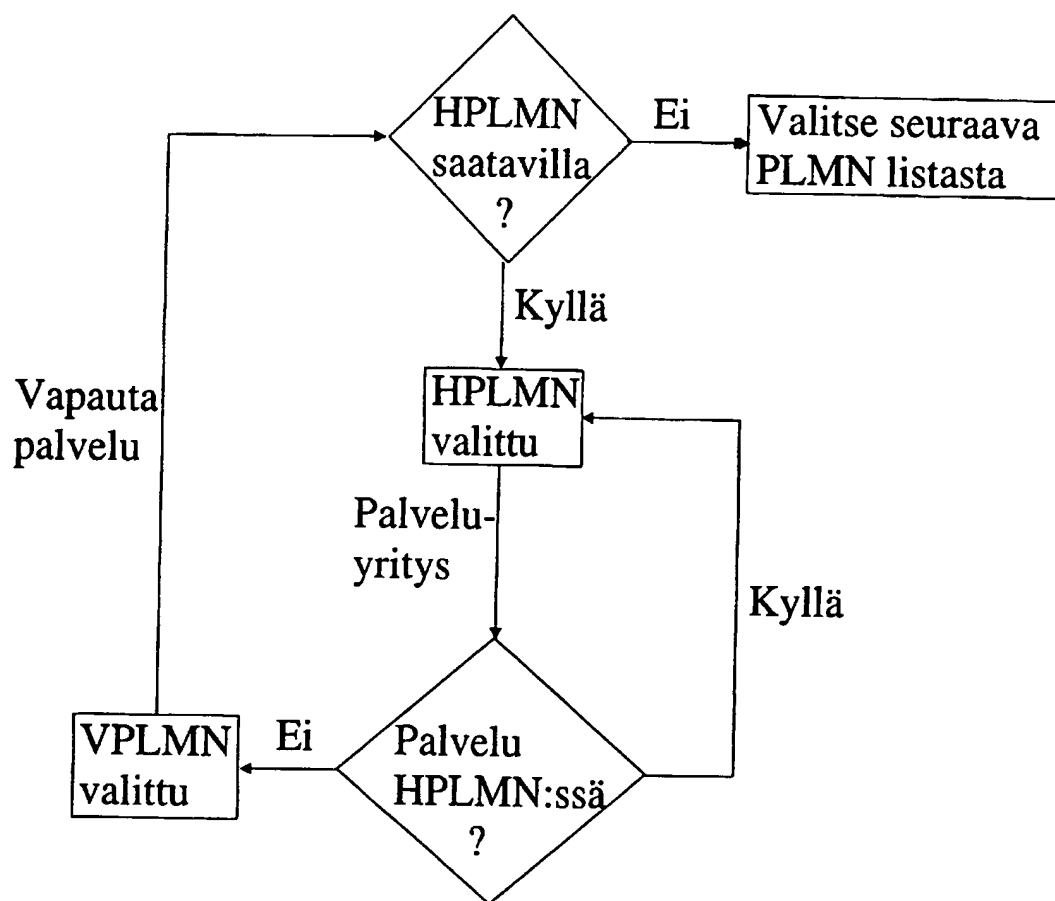 HPLMN
saatavilla
?
Ei
Valitse seuraava
PLMN listasta
Kyllä
HPLMN
valittu
Vapauta
palvelu
Palvelu-
yritys
Kyllä
Palvelu
HPLMN:ssä
?
Ei
VPLMN
valittu